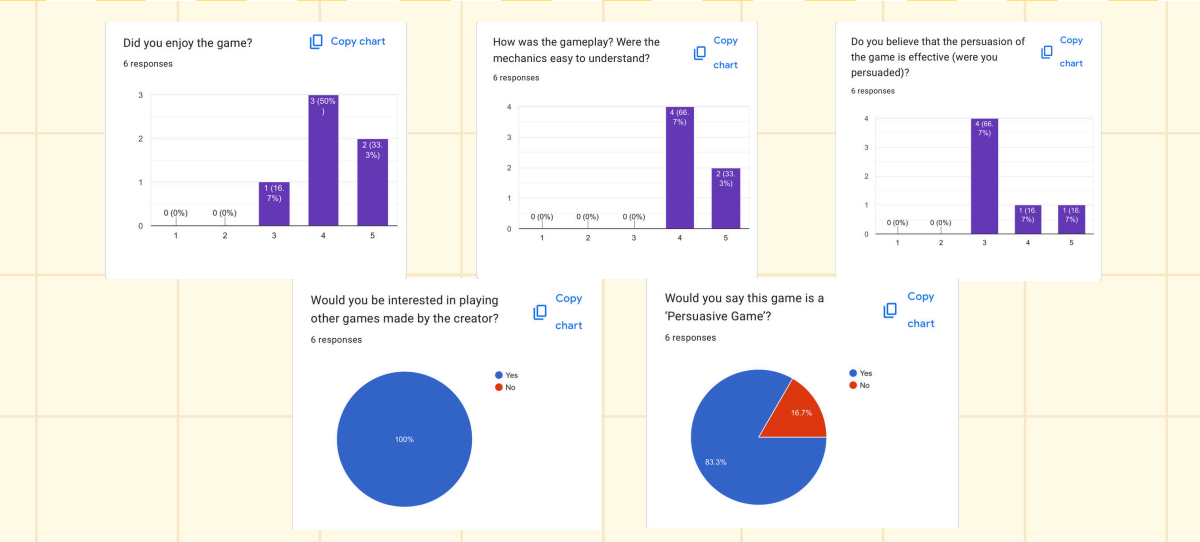 Did you enjoy the game?
Copy chart
6 responses
3
2
1
0
0 (0%)
0 (0%)
1 (16.
7%)
3 (50%
)
2 (33.
3%)
1
2
3
4
5
How was the gameplay? Were the
mechanics easy to understand?
Copy
chart
6 responses
4
3
2
1
0
0 (0%)
0 (0%)
0 (0%)
4 (66.
7%)
2 (33.
3%)
1
2
3
4
5
Do you believe that the persuasion of
the game is effective (were you
persuaded)?
Copy
chart
6 responses
4
3
2
1
0
0 (0%)
0 (0%)
4 (66.
7%)
1 (16.
7%)
1 (16.
7%)
1
2
3
4
5
Would you be interested in playing
other games made by the creator?
Copy
chart
6 responses
Yes
No
100%
Would you say this game is a
‘Persuasive Game’?
Copy
chart
6 responses
Yes
No
16.7%
83.3%